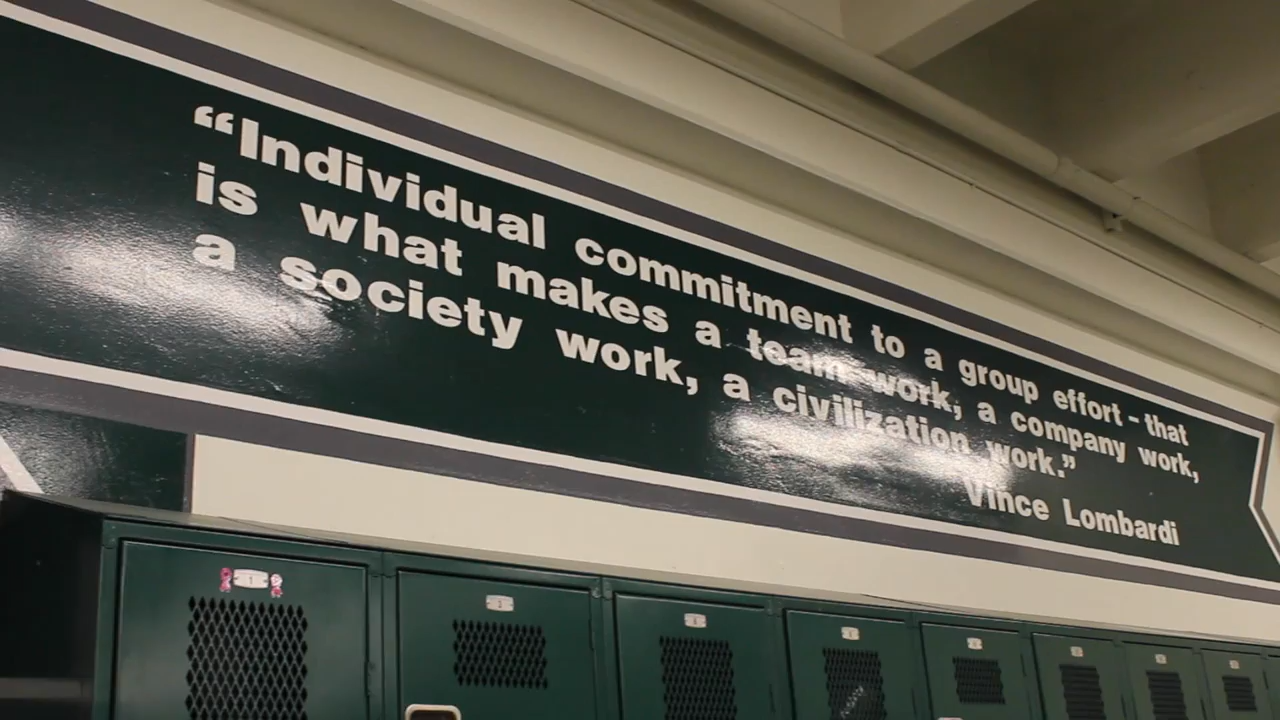 “Individual commitment to a group effort - that
is what makes a team work, a company work,
a society work, a civilization work.”
Vince Lombardi
1